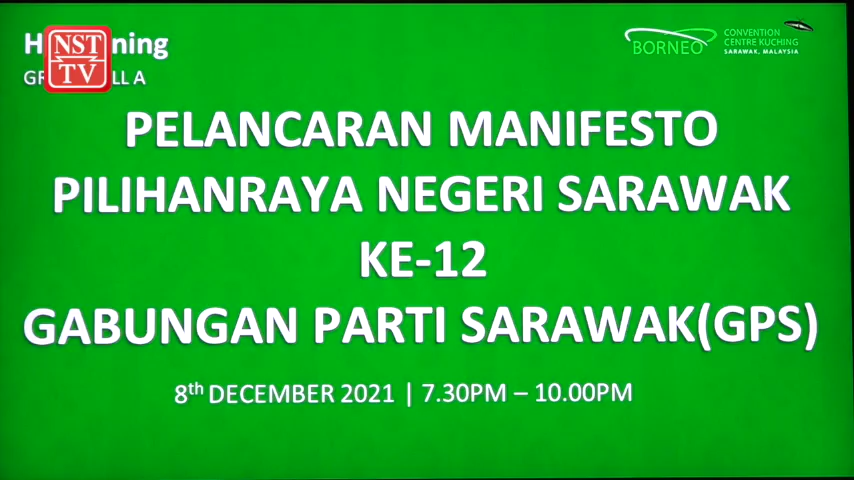 NST
TV
BORNEO
CONVENTION
CENTRE KUCHING
SARAWAK, MALAYSIA
PELANCARAN MANIFESTO
PILIHANRAYA NEGERI SARAWAK
KE-12
GABUNGAN PARTI SARAWAK(GPS)
8th DECEMBER 2021 | 7.30PM – 10.00PM